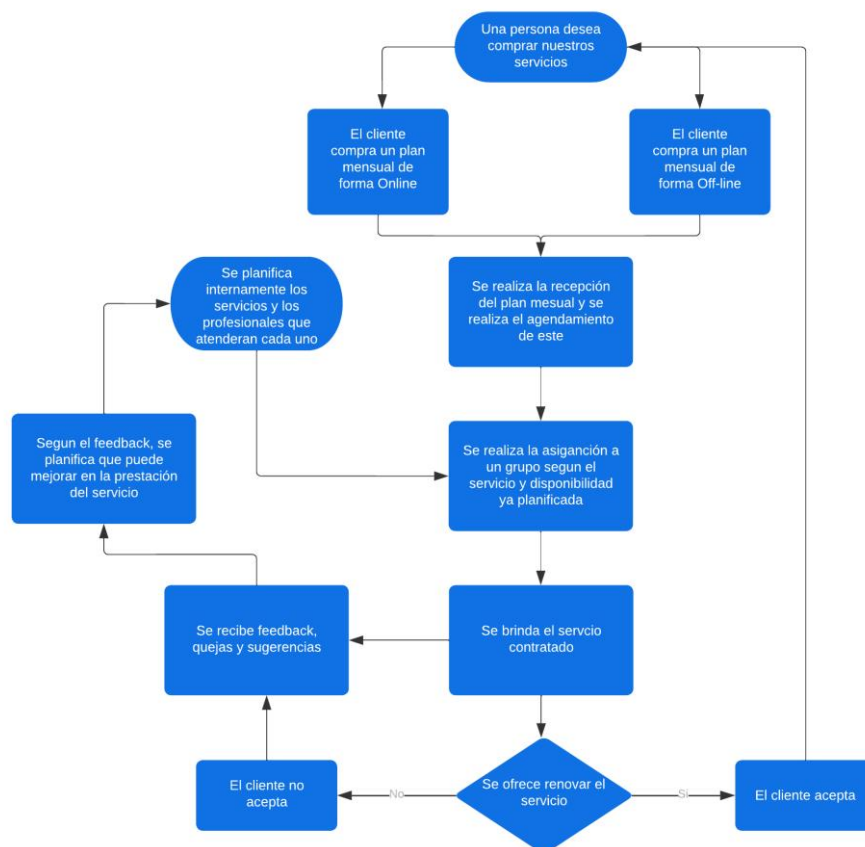 Una persona desea
comprar nuestros
servicios
El cliente
compra un plan
mensual de
forma Online
El cliente
compra un plan
mensual de
forma Off-line
Se planifica
internamente los
servicios y los
profesionales que
atenderan cada uno
Se realiza la recepción
del plan mesual y se
realiza el agendamiento
de este
Segun el feedback, se
planifica que puede
mejorar en la prestación
del servicio
Se realiza la asiganción a
un grupo segun el
servicio y disponibilidad
ya planificada
Se recibe feedback,
quejas y sugerencias
Se brinda el servcio
contratado
El cliente no
acepta
No
Se ofrece renovar el
servicio
Sí
El cliente acepta